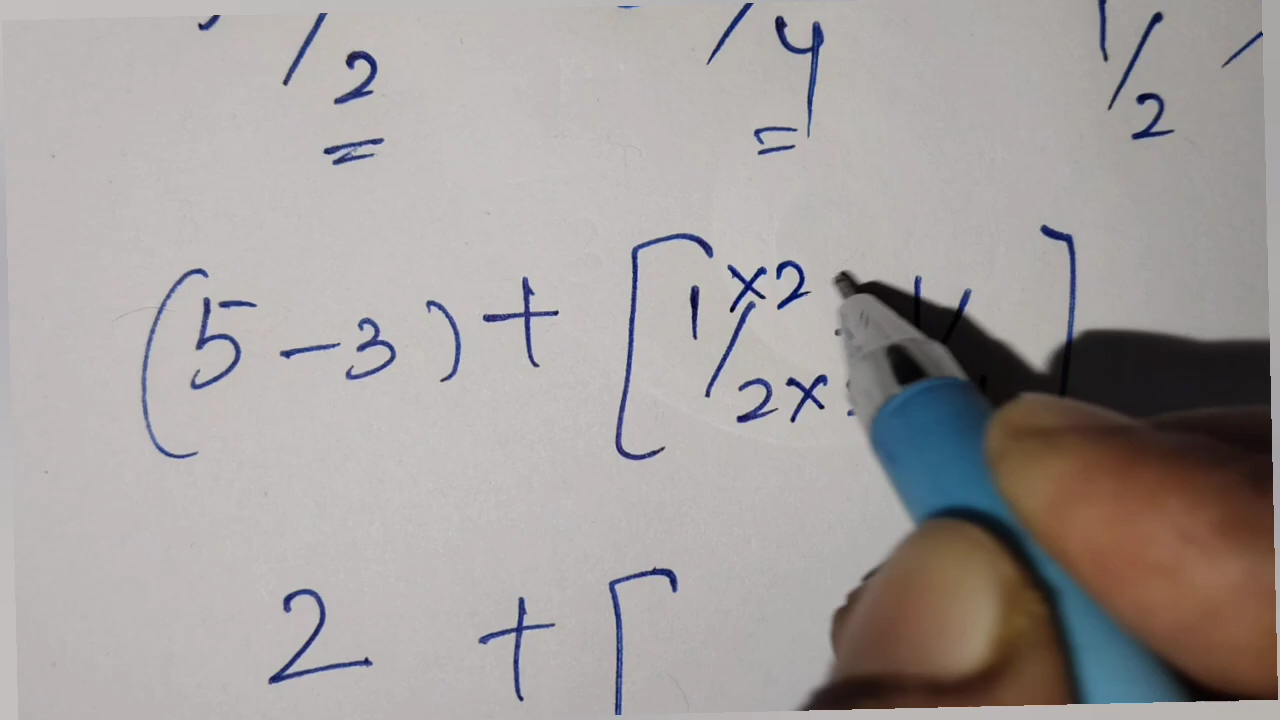 /2 /4 1/2
(5-3) + [1×2/2×
2 + [